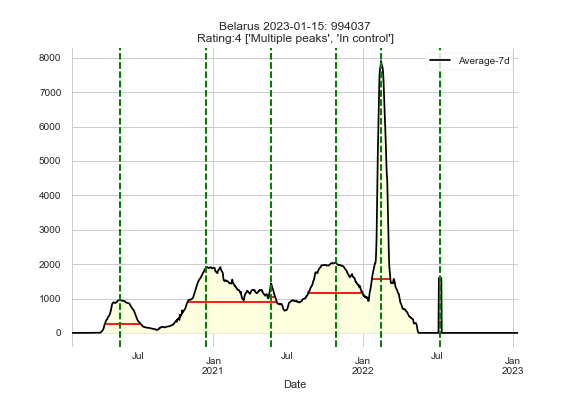 Belarus 2023-01-15: 994037
Rating:4 ['Multiple peaks', 'In control']
Average-7d
8000
7000
6000
5000
4000
3000
2000
1000
0
Jul
Jan
2021
Jul
Jan
2022
Jul
Jan
2023
Date